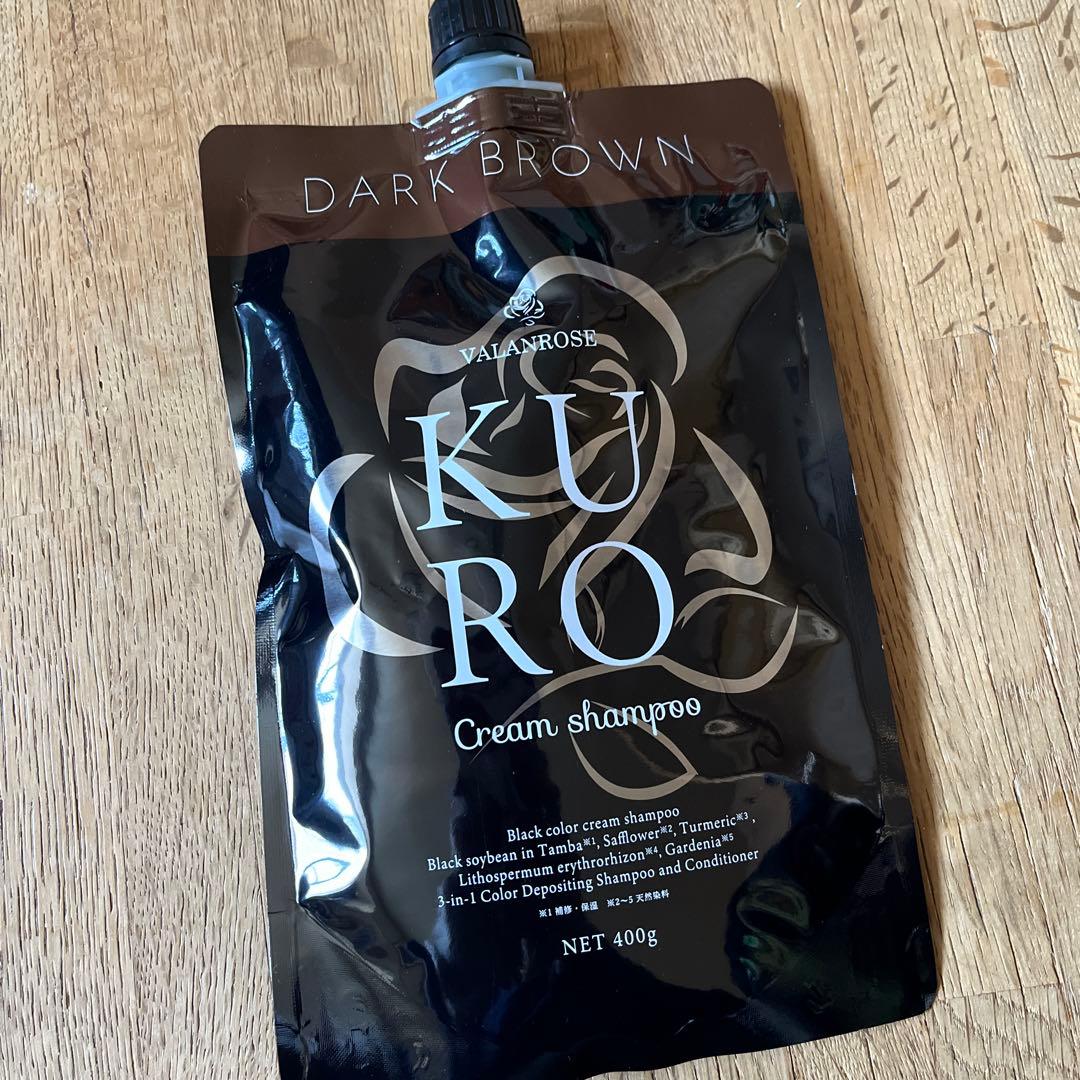 DARK BROWN
VALANROSE
KU
RO
Cream shampoo
Black color cream shampoo
Black soybean in Tamba※1, Safflower※2, Turmeric※3,
Lithospermum erythrorhizon※4, Gardenia※5
3-in-1 Color Depositing Shampoo and Conditioner
※1 補修・保湿 ※2〜5 天然染料
NET 400g